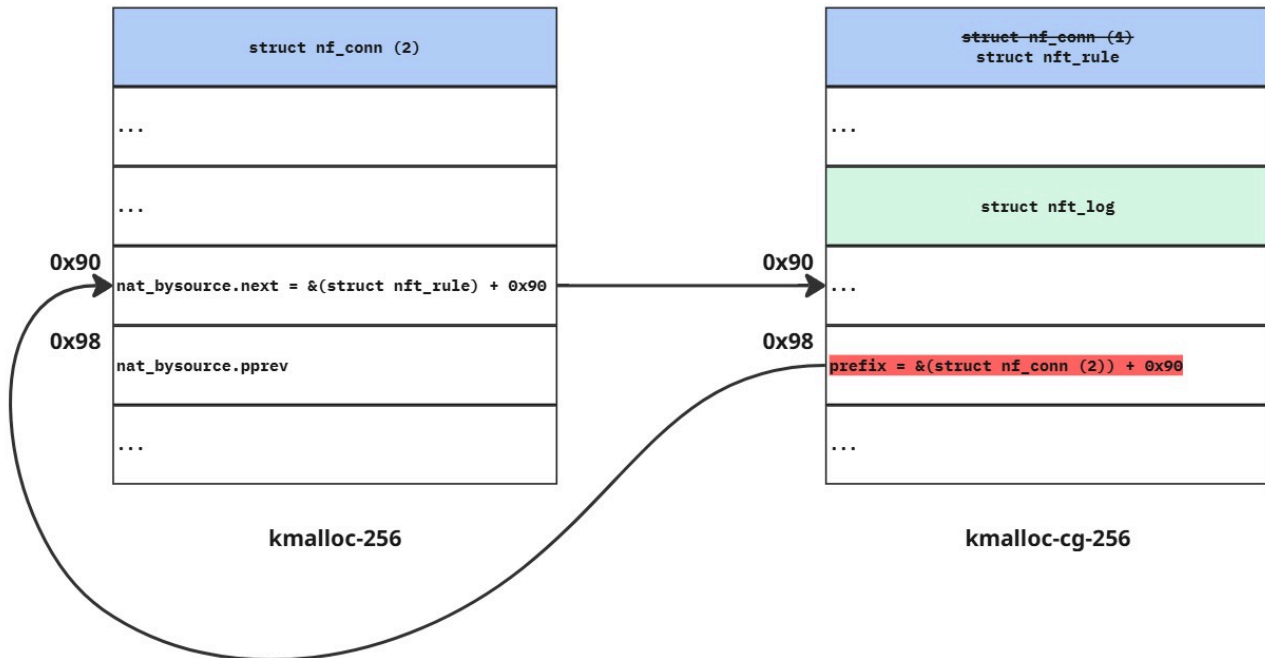 struct nf_conn (2)
...
...
0x90
nat_bysource.next = &(struct nft_rule) + 0x90
0x98
nat_bysource.pprev
...
kmalloc-256
struct nf_conn (1)
struct nft_rule
...
struct nft_log
0x90
...
0x98
prefix = &(struct nf_conn (2)) + 0x90
...
kmalloc-cg-256